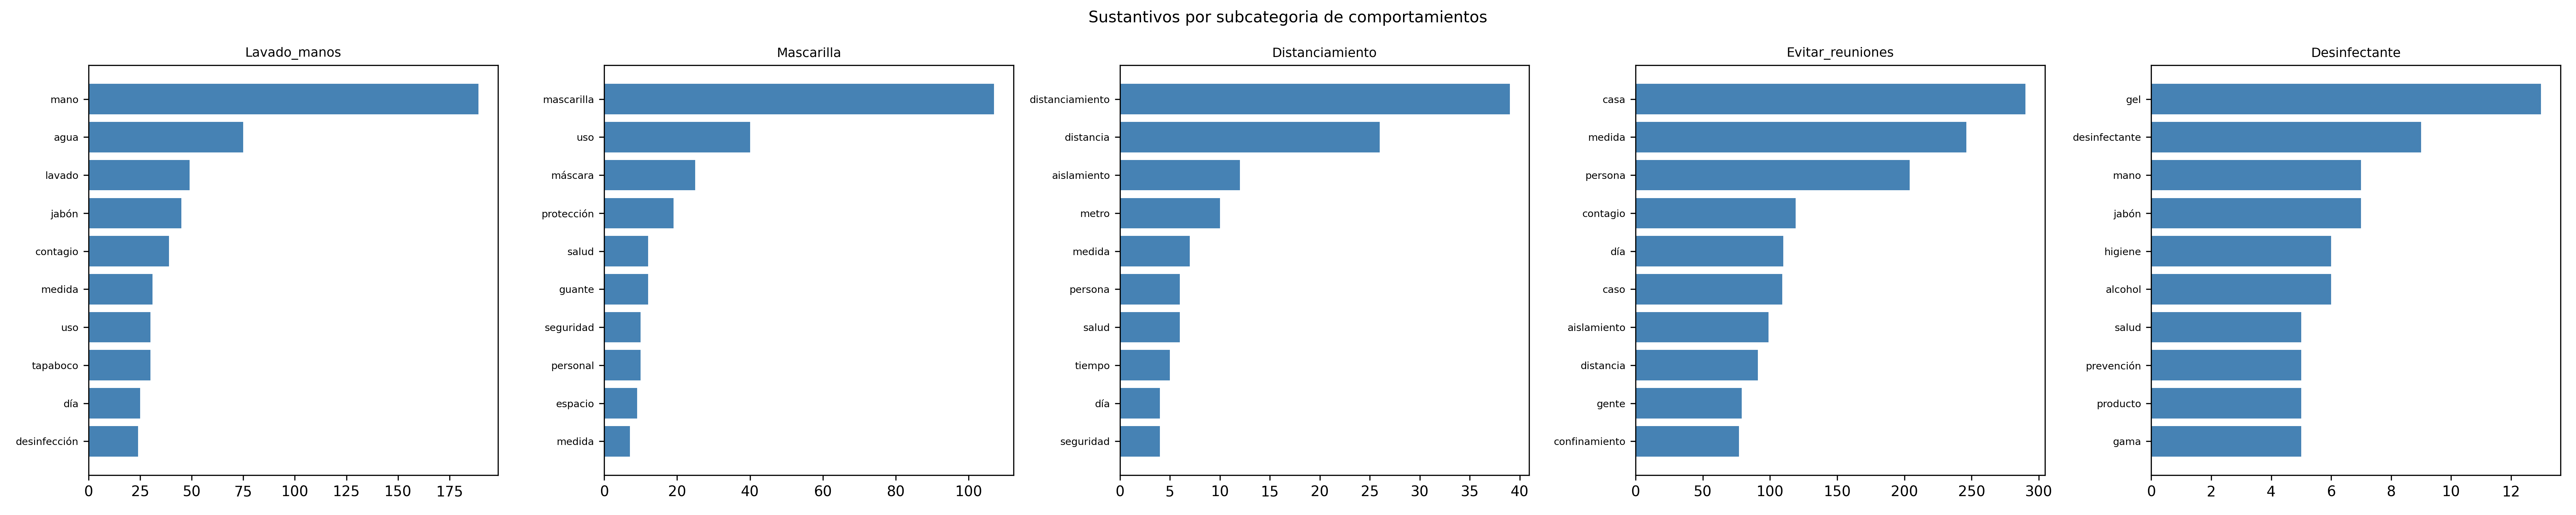 Sustantivos por subcategoria de comportamientos
Lavado_manos
mano
agua
lavado
jabón
contagio
medida
uso
tapaboco
día
desinfección
0 25 50 75 100 125 150 175
Mascarilla
mascarilla
uso
máscara
protección
salud
guante
seguridad
personal
espacio
medida
0 20 40 60 80 100
Distanciamiento
distanciamiento
distancia
aislamiento
metro
medida
persona
salud
tiempo
día
seguridad
0 5 10 15 20 25 30 35 40
Evitar_reuniones
casa
medida
persona
contagio
día
caso
aislamiento
distancia
gente
confinamiento
0 50 100 150 200 250 300
Desinfectante
gel
desinfectante
mano
jabón
higiene
alcohol
salud
prevención
producto
gama
0 2 4 6 8 10 12